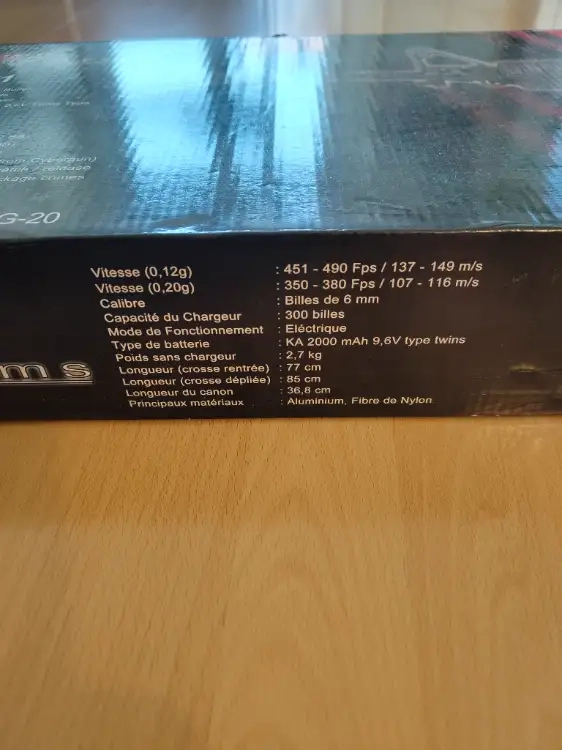 G-20
Vitesse (0,12g) : 451 - 490 Fps / 137 - 149 m/s
Vitesse (0,20g) : 350 - 380 Fps / 107 - 116 m/s
Calibre : Billes de 6 mm
Capacité du Chargeur : 300 billes
Mode de Fonctionnement : Eléctrique
Type de batterie : KA 2000 mAh 9,6V type twins
Poids sans chargeur : 2,7 kg
Longueur (crosse rentrée) : 77 cm
Longueur (crosse dépliée) : 85 cm
Longueur du canon : 36,6 cm
Principaux matériaux : Aluminium, Fibre de Nylon
ms